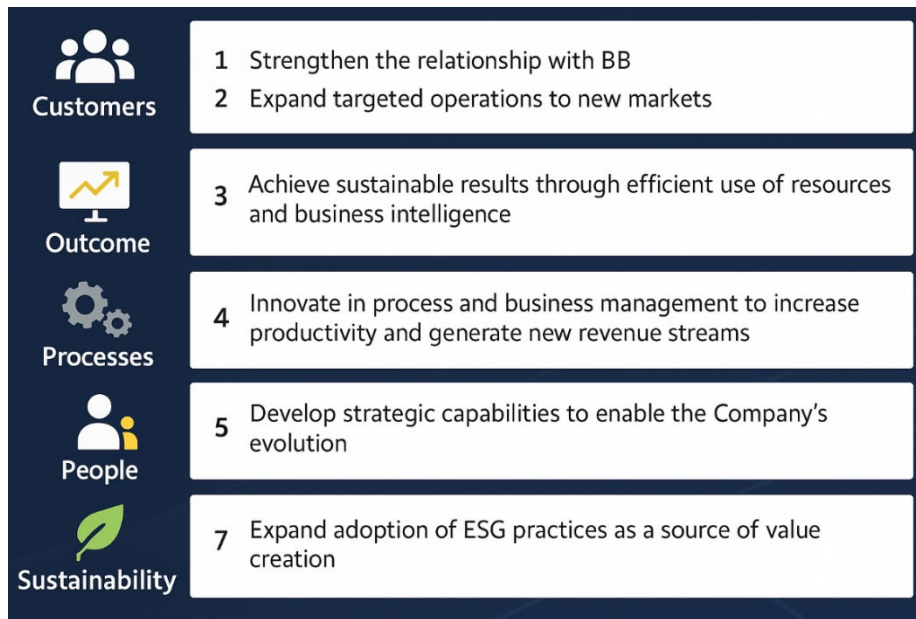 Customers
1 Strengthen the relationship with BB
2 Expand targeted operations to new markets
Outcome
3 Achieve sustainable results through efficient use of resources
and business intelligence
Processes
4 Innovate in process and business management to increase
productivity and generate new revenue streams
People
5 Develop strategic capabilities to enable the Company's
evolution
Sustainability
7 Expand adoption of ESG practices as a source of value
creation